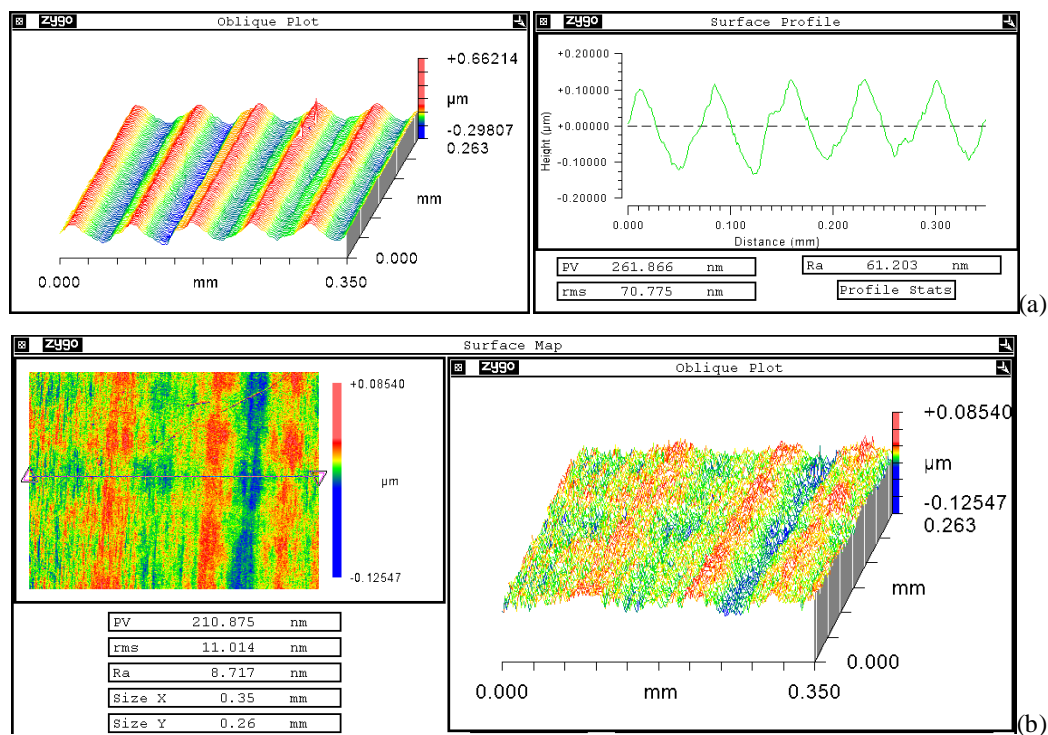 zygo Oblique Plot
+0.66214
µm
-0.29807
0.263
mm
0.000
0.000 mm 0.350
zygo Surface Profile
+0.20000
+0.10000
+0.00000
-0.10000
-0.20000
Height (µm)
0.000 0.100 0.200 0.300
Distance (mm)
PV 261.866 nm
Ra 61.203 nm
rms 70.775 nm
Profile Stats
(a)
zygo Surface Map
+0.08540
µm
-0.12547
PV 210.875 nm
rms 11.014 nm
Ra 8.717 nm
Size X 0.35 mm
Size Y 0.26 mm
zygo Oblique Plot
+0.08540
µm
-0.12547
0.263
mm
0.000
0.000 mm 0.350
(b)